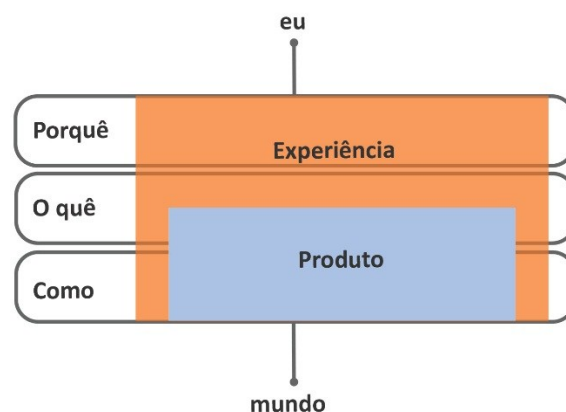 eu
Porquê
Experiência
O quê
Produto
Como
mundo